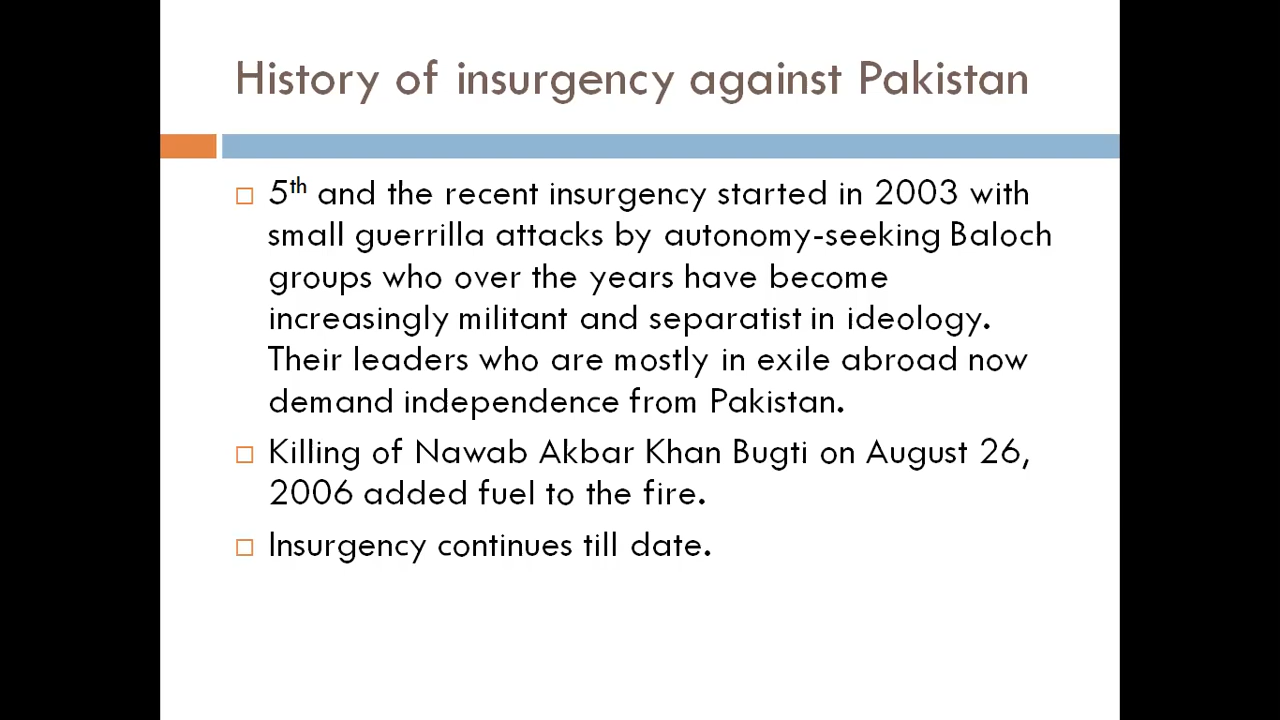 History of insurgency against Pakistan
5th and the recent insurgency started in 2003 with
small guerrilla attacks by autonomy-seeking Baloch
groups who over the years have become
increasingly militant and separatist in ideology.
Their leaders who are mostly in exile abroad now
demand independence from Pakistan.
Killing of Nawab Akbar Khan Bugti on August 26,
2006 added fuel to the fire.
Insurgency continues till date.